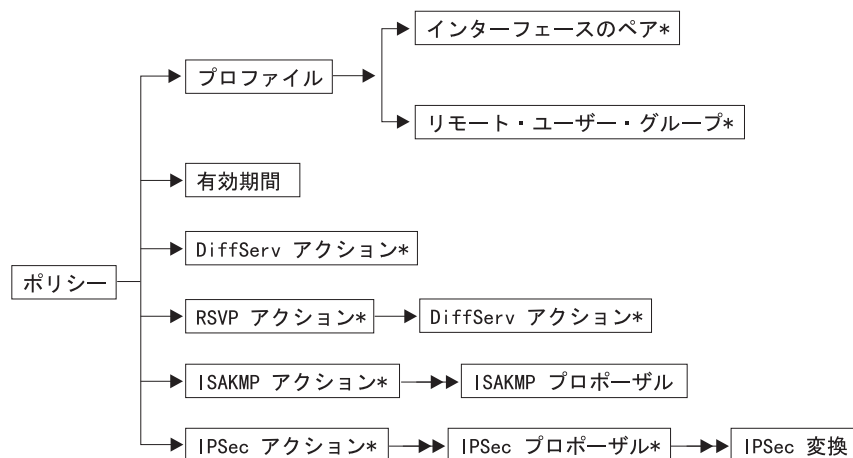 インターフェースのペア*
プロファイル
リモート・ユーザー・グループ*
有効期間
DiffServ アクション*
ポリシー
RSVP アクション*
DiffServ アクション*
ISAKMP アクション*
ISAKMP プロポーザル
IPSec アクション*
IPSec プロポーザル*
IPSec 変換